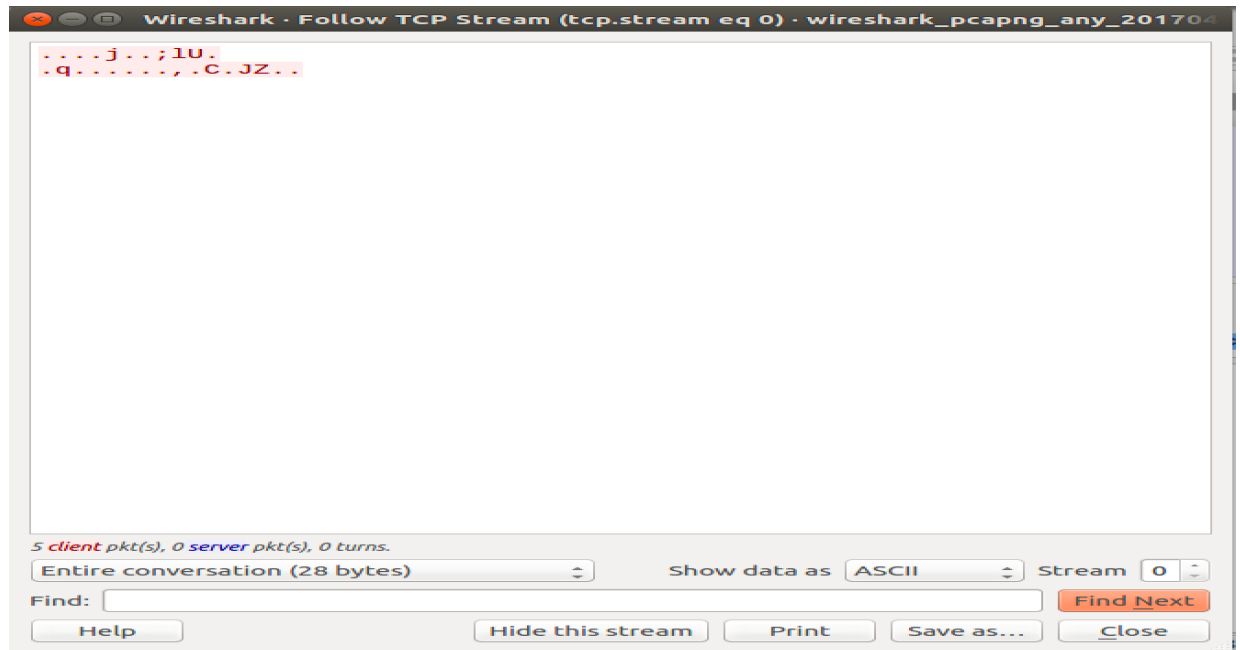 Wireshark · Follow TCP Stream (tcp.stream eq 0) · wireshark_pcapng_any_201704
....j..;lU.
.q......,.C.JZ..
5 client pkt(s), 0 server pkt(s), 0 turns.
Entire conversation (28 bytes) Show data as ASCII Stream 0
Find: Find Next
Help Hide this stream Print Save as... Close